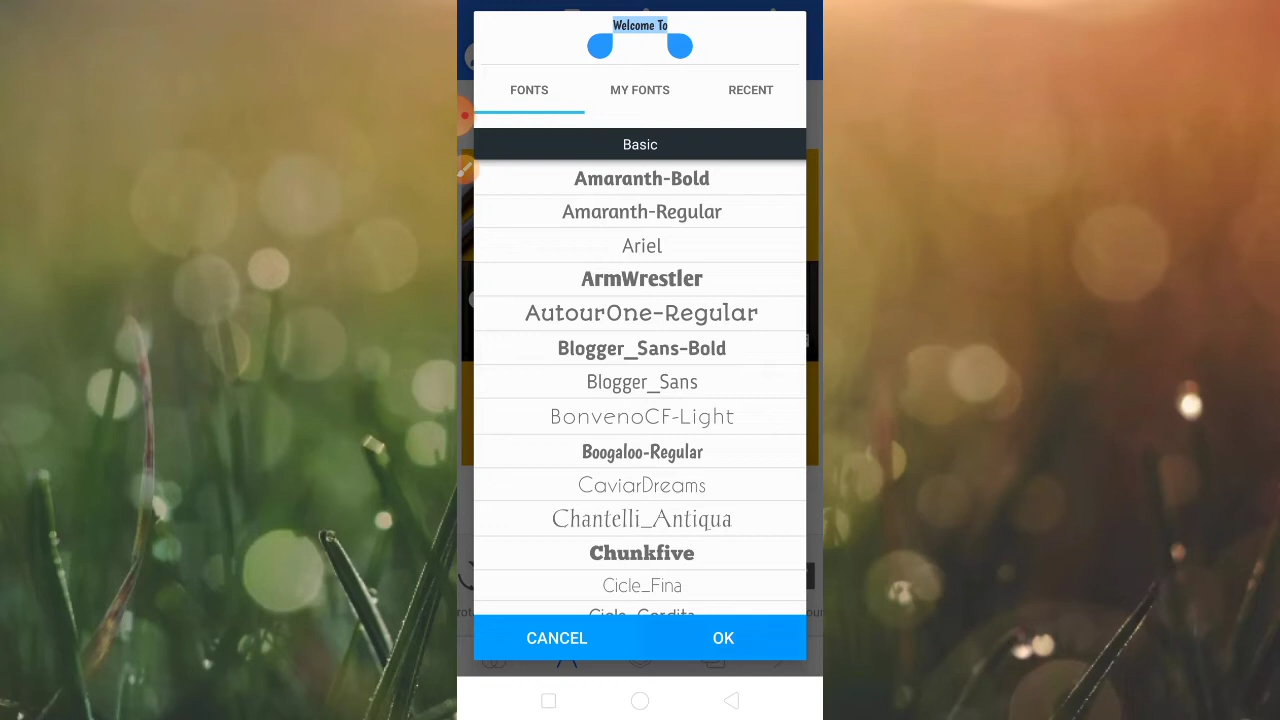 Welcome To
FONTS MY FONTS RECENT
Basic
Amaranth-Bold
Amaranth-Regular
Ariel
ArmWrestler
AutourOne-Regular
Blogger_Sans-Bold
Blogger_Sans
BonvenoCF-Light
Boogaloo-Regular
CaviarDreams
Chantelli_Antiqua
Chunkfive
Cicle_Fina
Cicle_Gordita
CANCEL OK